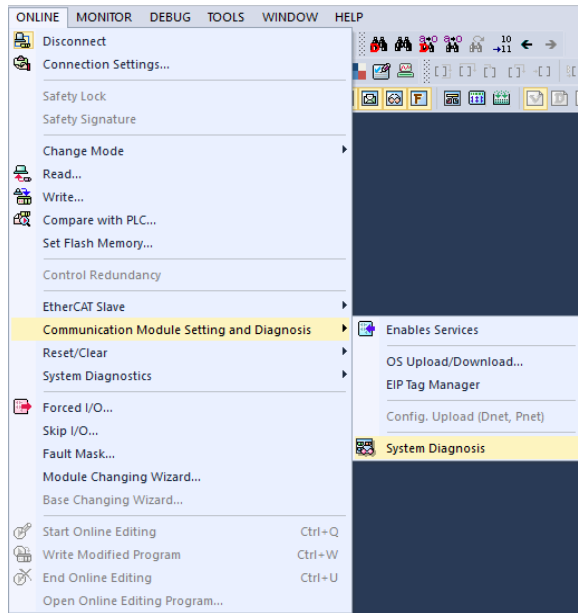 ONLINE MONITOR DEBUG TOOLS WINDOW HELP
Disconnect
Connection Settings...
Safety Lock
Safety Signature
Change Mode
Read...
Write...
Compare with PLC...
Set Flash Memory...
Control Redundancy
EtherCAT Slave
Communication Module Setting and Diagnosis
Reset/Clear
System Diagnostics
Forced I/O...
Skip I/O...
Fault Mask...
Module Changing Wizard...
Base Changing Wizard...
Start Online Editing Ctrl+Q
Write Modified Program Ctrl+W
End Online Editing Ctrl+U
Open Online Editing Program...
Enables Services
OS Upload/Download...
EIP Tag Manager
Config. Upload (Dnet, Pnet)
System Diagnosis